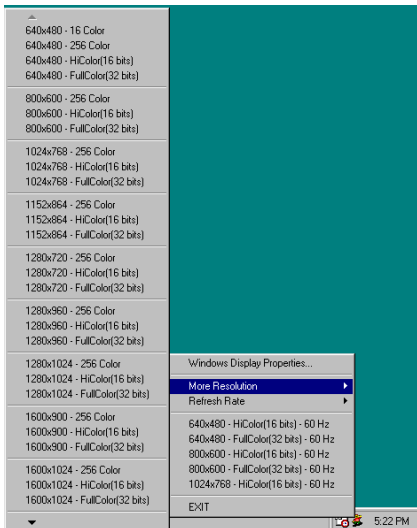 640x480 - 16 Color
640x480 - 256 Color
640x480 - HiColor(16 bits)
640x480 - FullColor(32 bits)
800x600 - 256 Color
800x600 - HiColor(16 bits)
800x600 - FullColor(32 bits)
1024x768 - 256 Color
1024x768 - HiColor(16 bits)
1024x768 - FullColor(32 bits)
1152x864 - 256 Color
1152x864 - HiColor(16 bits)
1152x864 - FullColor(32 bits)
1280x720 - 256 Color
1280x720 - HiColor(16 bits)
1280x720 - FullColor(32 bits)
1280x960 - 256 Color
1280x960 - HiColor(16 bits)
1280x960 - FullColor(32 bits)
1280x1024 - 256 Color
1280x1024 - HiColor(16 bits)
1280x1024 - FullColor(32 bits)
1600x900 - 256 Color
1600x900 - HiColor(16 bits)
1600x900 - FullColor(32 bits)
1600x1024 - 256 Color
1600x1024 - HiColor(16 bits)
1600x1024 - FullColor(32 bits)
Windows Display Properties...
More Resolution
Refresh Rate
640x480 - HiColor(16 bits) - 60 Hz
640x480 - FullColor(32 bits) - 60 Hz
800x600 - HiColor(16 bits) - 60 Hz
800x600 - FullColor(32 bits) - 60 Hz
1024x768 - HiColor(16 bits) - 60 Hz
EXIT
5:22 PM